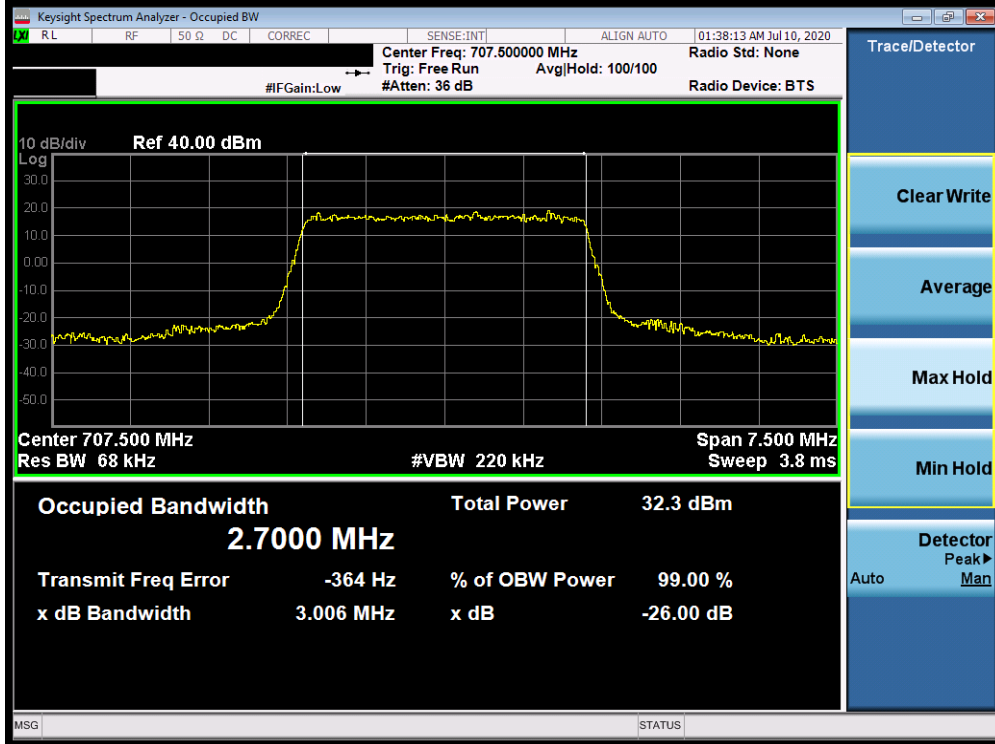 Keysight Spectrum Analyzer - Occupied BW
LXI RL RF 50 Ω DC CORREC SENSE:INT ALIGN AUTO 01:38:13 AM Jul 10, 2020
Center Freq: 707.500000 MHz Radio Std: None
Trig: Free Run Avg|Hold: 100/100
#IFGain:Low #Atten: 36 dB Radio Device: BTS
Trace/Detector
10 dB/div Ref 40.00 dBm
Log
30.0
20.0
10.0
0.00
-10.0
-20.0
-30.0
-40.0
-50.0
Center 707.500 MHz Span 7.500 MHz
Res BW 68 kHz #VBW 220 kHz Sweep 3.8 ms
Occupied Bandwidth Total Power 32.3 dBm
2.7000 MHz
Transmit Freq Error -364 Hz % of OBW Power 99.00 %
x dB Bandwidth 3.006 MHz x dB -26.00 dB
Clear Write
Average
Max Hold
Min Hold
Detector
Peak▶
Auto Man
MSG STATUS